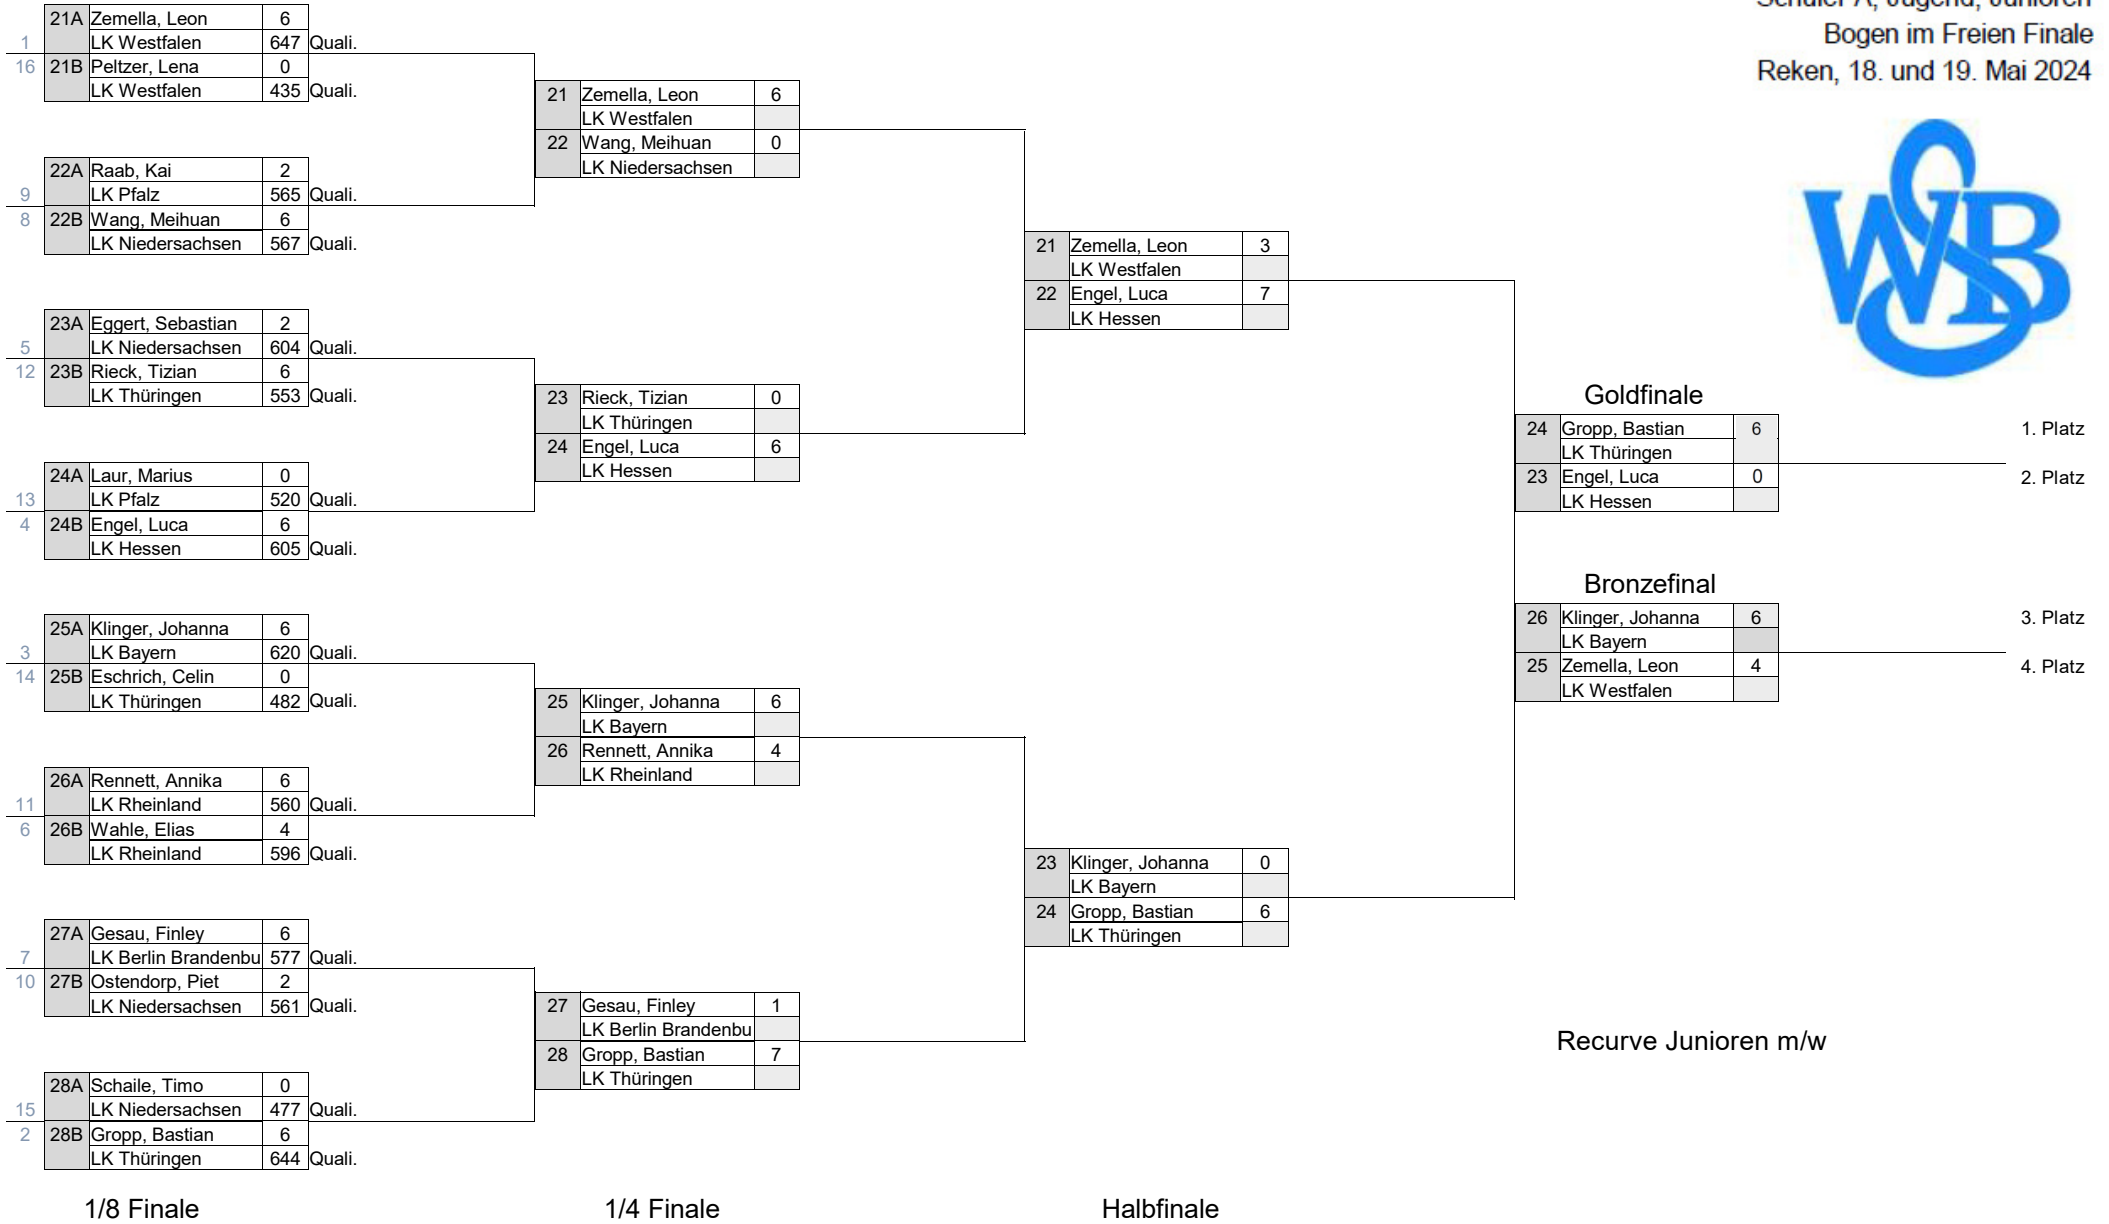 Schüler A, Jugend, Junioren
Bogen im Freien Finale
Reken, 18. und 19. Mai 2024
WSB
21A Zemella, Leon 6
1 LK Westfalen 647 Quali.
16 21B Peltzer, Lena 0
LK Westfalen 435 Quali.
22A Raab, Kai 2
9 LK Pfalz 565 Quali.
8 22B Wang, Meihuan 6
LK Niedersachsen 567 Quali.
23A Eggert, Sebastian 2
5 LK Niedersachsen 604 Quali.
12 23B Rieck, Tizian 6
LK Thüringen 553 Quali.
24A Laur, Marius 0
13 LK Pfalz 520 Quali.
4 24B Engel, Luca 6
LK Hessen 605 Quali.
25A Klinger, Johanna 6
3 LK Bayern 620 Quali.
14 25B Eschrich, Celin 0
LK Thüringen 482 Quali.
26A Rennett, Annika 6
11 LK Rheinland 560 Quali.
6 26B Wahle, Elias 4
LK Rheinland 596 Quali.
27A Gesau, Finley 6
7 LK Berlin Brandenbu 577 Quali.
10 27B Ostendorp, Piet 2
LK Niedersachsen 561 Quali.
28A Schaile, Timo 0
15 LK Niedersachsen 477 Quali.
2 28B Gropp, Bastian 6
LK Thüringen 644 Quali.
1/8 Finale
21 Zemella, Leon 6
LK Westfalen
22 Wang, Meihuan 0
LK Niedersachsen
23 Rieck, Tizian 0
LK Thüringen
24 Engel, Luca 6
LK Hessen
25 Klinger, Johanna 6
LK Bayern
26 Rennett, Annika 4
LK Rheinland
27 Gesau, Finley 1
LK Berlin Brandenbu
28 Gropp, Bastian 7
LK Thüringen
1/4 Finale
21 Zemella, Leon 3
LK Westfalen
22 Engel, Luca 7
LK Hessen
23 Klinger, Johanna 0
LK Bayern
24 Gropp, Bastian 6
LK Thüringen
Halbfinale
Goldfinale
24 Gropp, Bastian 6 1. Platz
LK Thüringen
23 Engel, Luca 0 2. Platz
LK Hessen
Bronzefinal
26 Klinger, Johanna 6 3. Platz
LK Bayern
25 Zemella, Leon 4 4. Platz
LK Westfalen
Recurve Junioren m/w